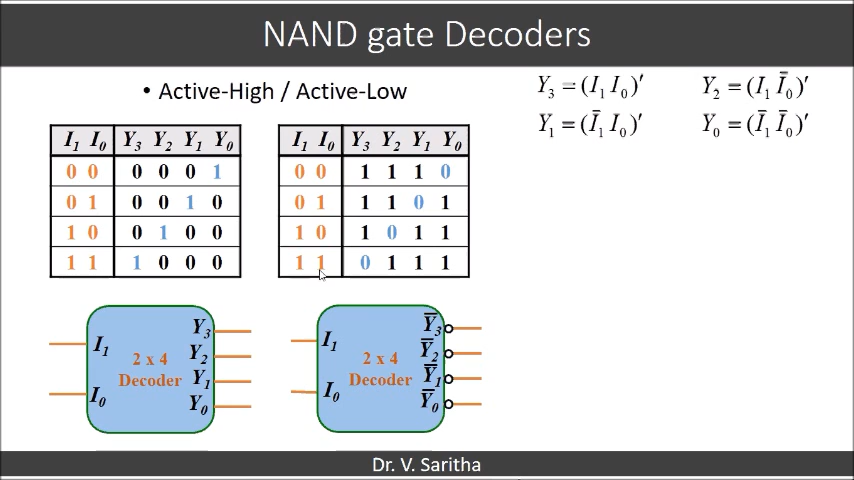 NAND gate Decoders
• Active-High / Active-Low
Y₃ = (I₁ I₀)′ Y₂ = (I₁ Ī₀)′
Y₁ = (Ī₁ I₀)′ Y₀ = (Ī₁ Ī₀)′
I₁ I₀ Y₃ Y₂ Y₁ Y₀
0 0 0 0 0 1
0 1 0 0 1 0
1 0 0 1 0 0
1 1 1 0 0 0
I₁ I₀ Y₃ Y₂ Y₁ Y₀
0 0 1 1 1 0
0 1 1 1 0 1
1 0 1 0 1 1
1 1 0 1 1 1
I₁
I₀
2 x 4
Decoder
Y₃
Y₂
Y₁
Y₀
I₁
I₀
2 x 4
Decoder
Y̅₃
Y̅₂
Y̅₁
Y̅₀
Dr. V. Saritha